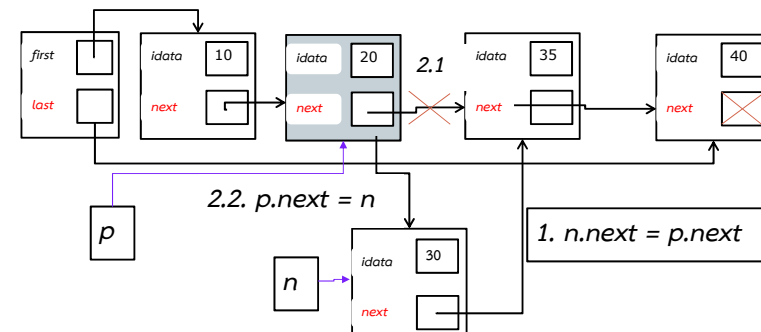 first
last
idata 10
next
idata 20
next
2.1
idata 35
next
idata 40
next
p
2.2. p.next = n
1. n.next = p.next
n
idata 30
next